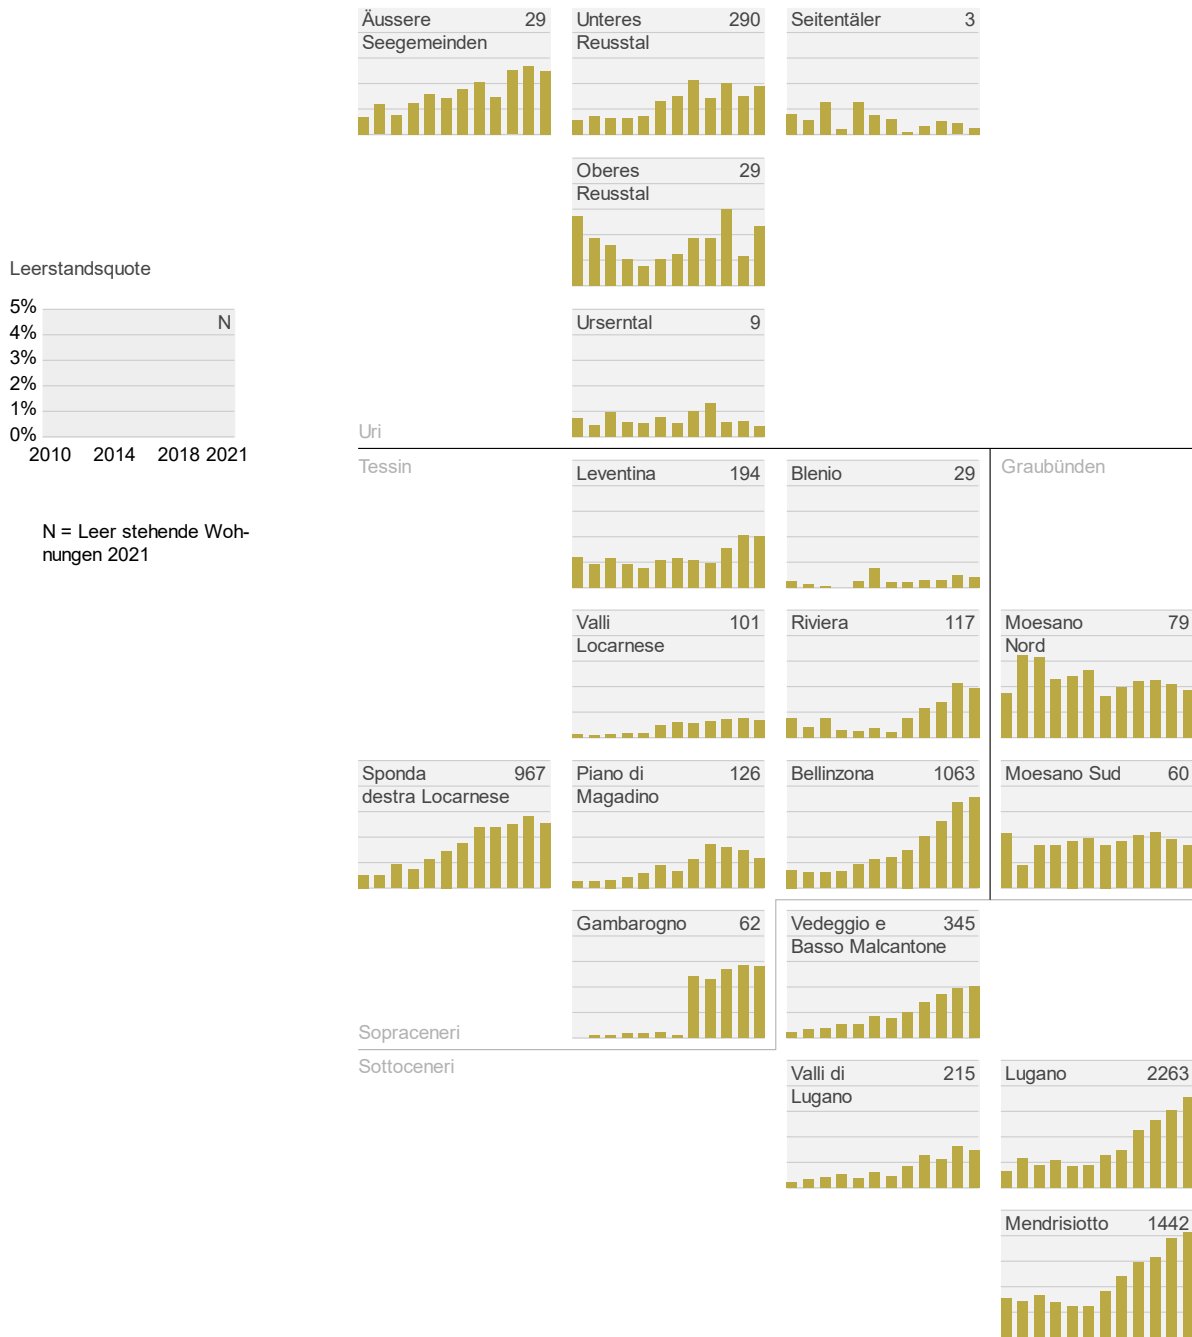 Äussere 29
Seegemeinden
Unteres 290
Reusstal
Seitentäler 3
Oberes 29
Reusstal
Leerstandsquote
5%
4%
3%
2%
1%
0%
N
2010 2014 2018 2021
N = Leer stehende Woh-
nungen 2021
Urserntal 9
Uri
Tessin
Graubünden
Leventina 194
Blenio 29
Valli 101
Locarnese
Riviera 117
Moesano 79
Nord
Sponda 967
destra Locarnese
Piano di 126
Magadino
Bellinzona 1063
Moesano Sud 60
Gambarogno 62
Vedeggio e 345
Basso Malcantone
Sopraceneri
Sottoceneri
Valli di 215
Lugano
Lugano 2263
Mendrisiotto 1442